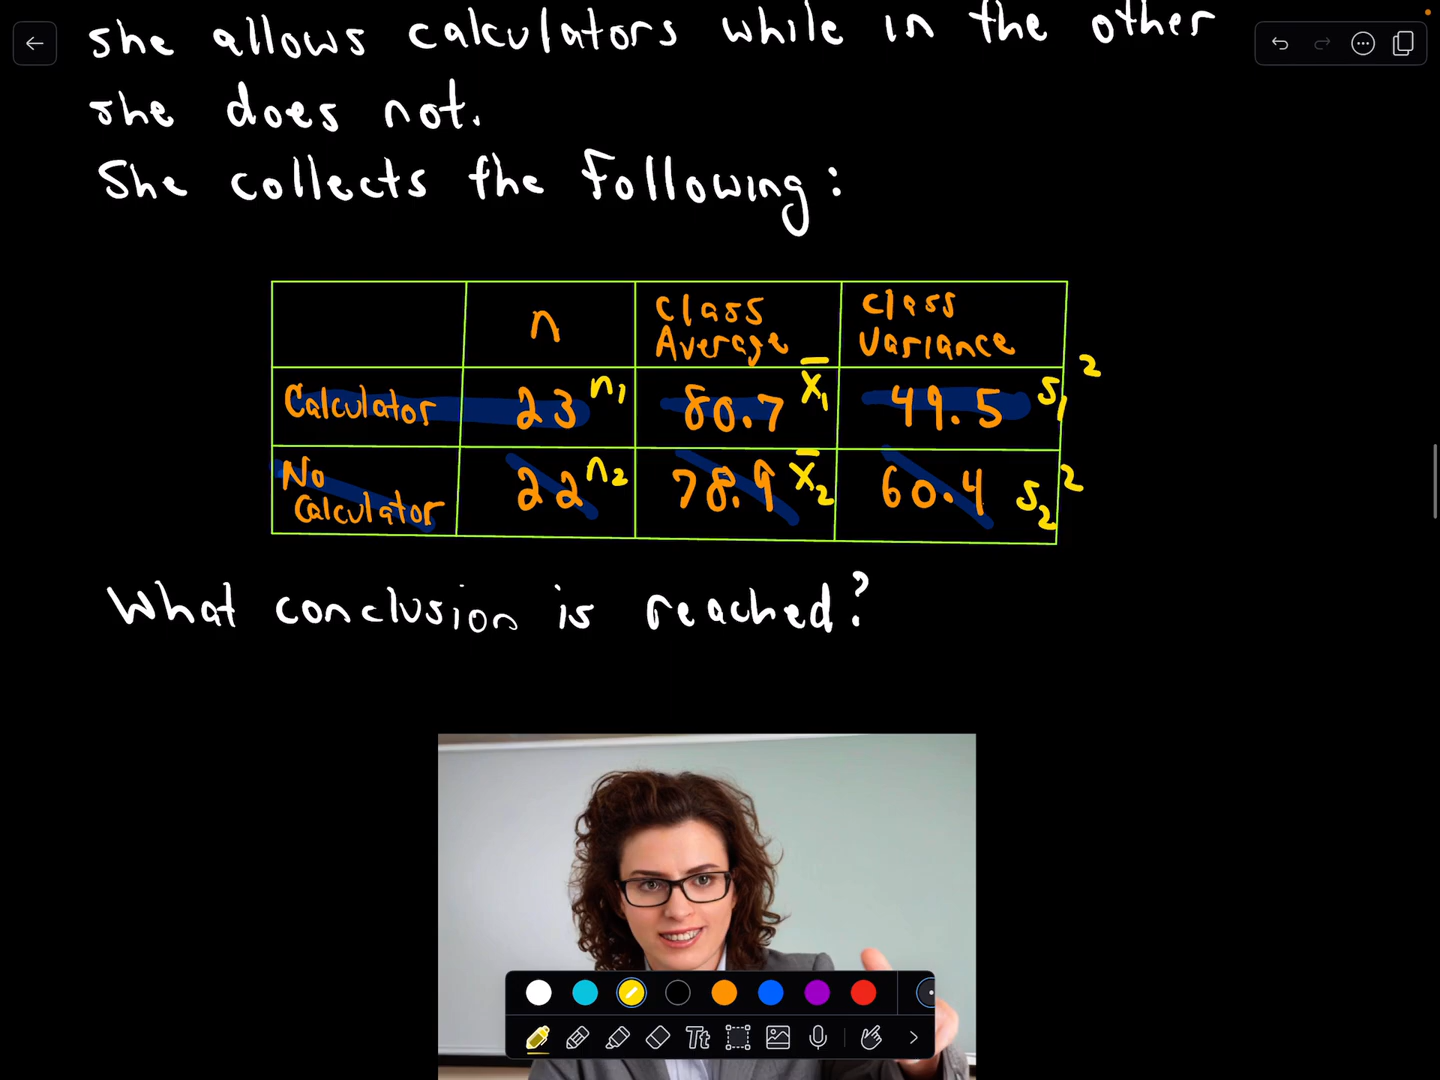 she allows calculators while in the other
she does not.
She collects the following:
n
Class Average
Class Variance
Calculator 23 n₁ 80.7 x̄₁ 49.5 s₁²
No Calculator 22 n₂ 78.9 x̄₂ 60.4 s₂²
What conclusion is reached?
Tt